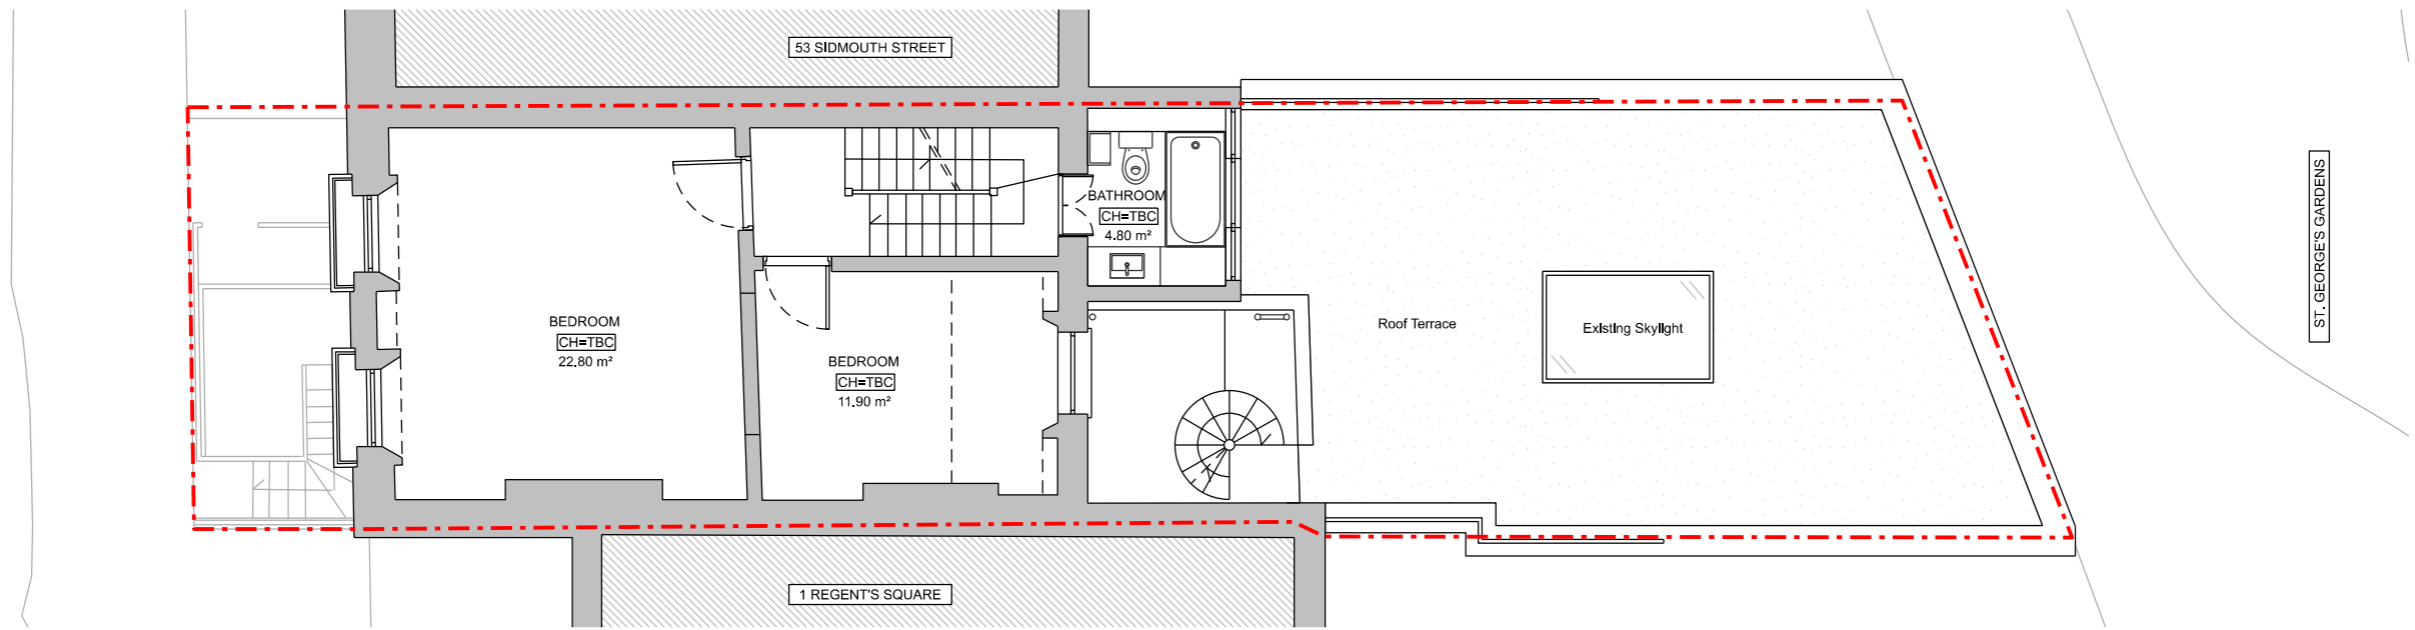 53 SIDMOUTH STREET
BATHROOM
CH=TBC
4.80 m²
BEDROOM
CH=TBC
22.80 m²
BEDROOM
CH=TBC
11.90 m²
Roof Terrace
Existing Skylight
ST. GEORGE'S GARDENS
1 REGENT'S SQUARE